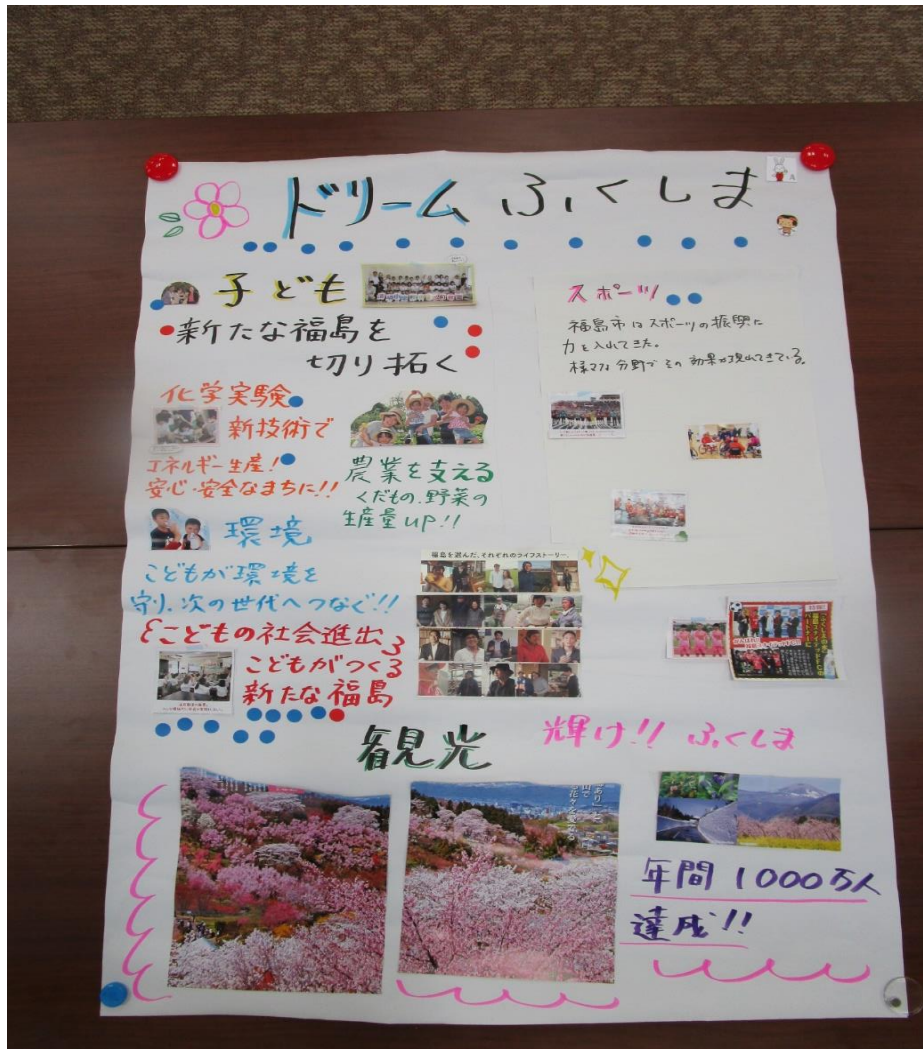 ドリーム ふくしま
子ども
新たな福島を
切り拓く
化学実験
新技術で
エネルギー生産!
安心・安全なまちに!!
農業を支える
くだもの、野菜の
生産量UP!!
環境
こどもが環境を
守り、次の世代へつなぐ!!
こどもの社会進出
こどもがつくる
新たな福島
スポーツ
福島市はスポーツの振興に
力を入れてきた。
様々な分野でその効果が現れてきている。
福島を選んだ、それぞれのライフストーリー。
観光
輝け!! ふくしま
年間1000万人
達成!!